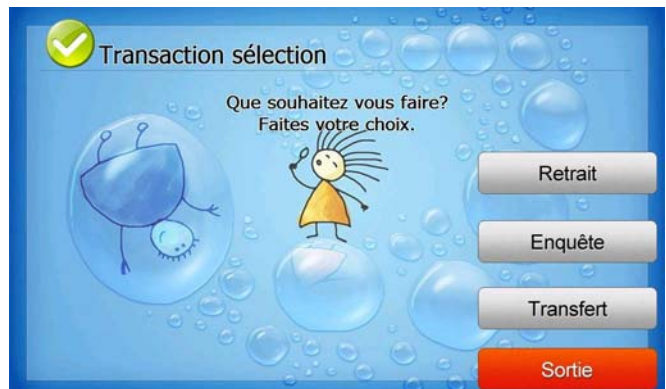 Transaction sélection
Que souhaitez vous faire?
Faites votre choix.
Retrait
Enquête
Transfert
Sortie